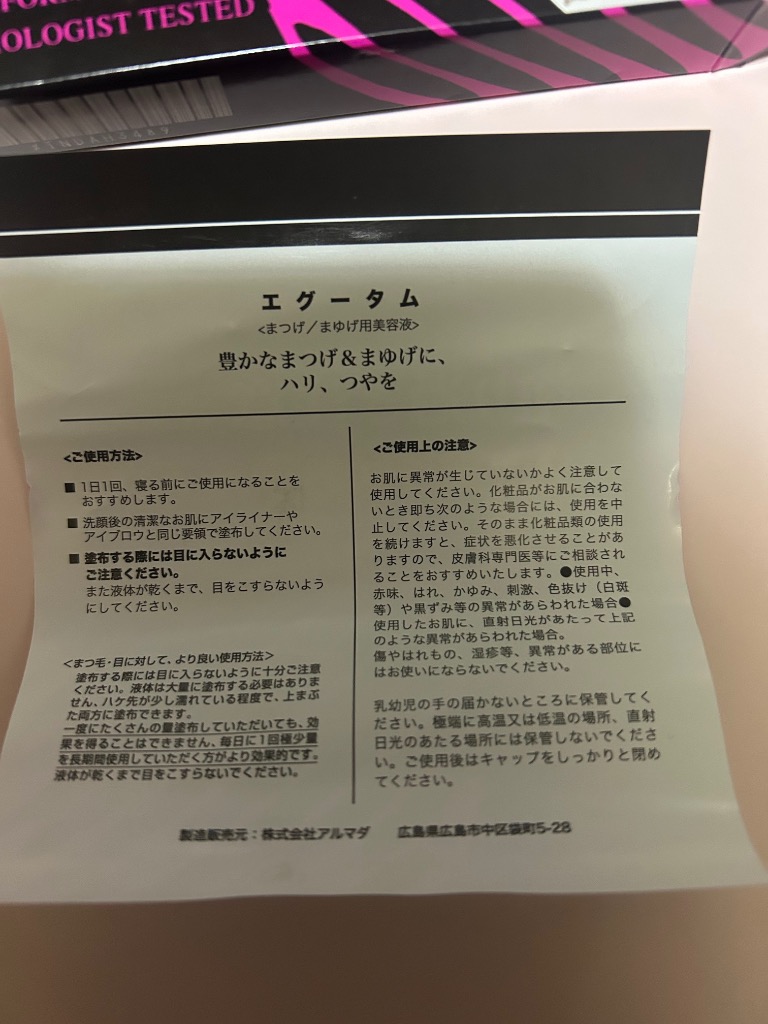 OLOGIST TESTED
エグータム
<まつげ／まゆげ用美容液>
豊かなまつげ＆まゆげに、
ハリ、つやを
<ご使用方法>
■ 1日1回、寝る前にご使用になることを
おすすめします。
■ 洗顔後の清潔なお肌にアイライナーや
アイブロウと同じ要領で塗布してください。
■ 塗布する際には目に入らないように
ご注意ください。
また液体が乾くまで、目をこすらないよう
にしてください。
<まつ毛・目に対して、より良い使用方法>
塗布する際には目に入らないように十分ご注意
ください。液体は大量に塗布する必要はありま
せん、ハケ先が少し濡れている程度で、上まぶ
た両方に塗布できます。
一度にたくさんの量塗布していただいても、効
果を得ることはできません、毎日に1回極少量
を長期間使用していただく方がより効果的です。
液体が乾くまで目をこすらないでください。
<ご使用上の注意>
お肌に異常が生じていないかよく注意して
使用してください。化粧品がお肌に合わな
いとき即ち次のような場合には、使用を中
止してください。そのまま化粧品類の使用
を続けますと、症状を悪化させることがあ
りますので、皮膚科専門医等にご相談され
ることをおすすめいたします。●使用中、
赤味、はれ、かゆみ、刺激、色抜け（白斑
等）や黒ずみ等の異常があらわれた場合●
使用したお肌に、直射日光があたって上記
のような異常があらわれた場合。
傷やはれもの、湿疹等、異常がある部位に
はお使いにならないでください。
乳幼児の手の届かないところに保管してく
ださい。極端に高温又は低温の場所、直射
日光のあたる場所には保管しないでくださ
い。ご使用後はキャップをしっかりと閉め
てください。
製造販売元：株式会社アルマダ　広島県広島市中区袋町5-28